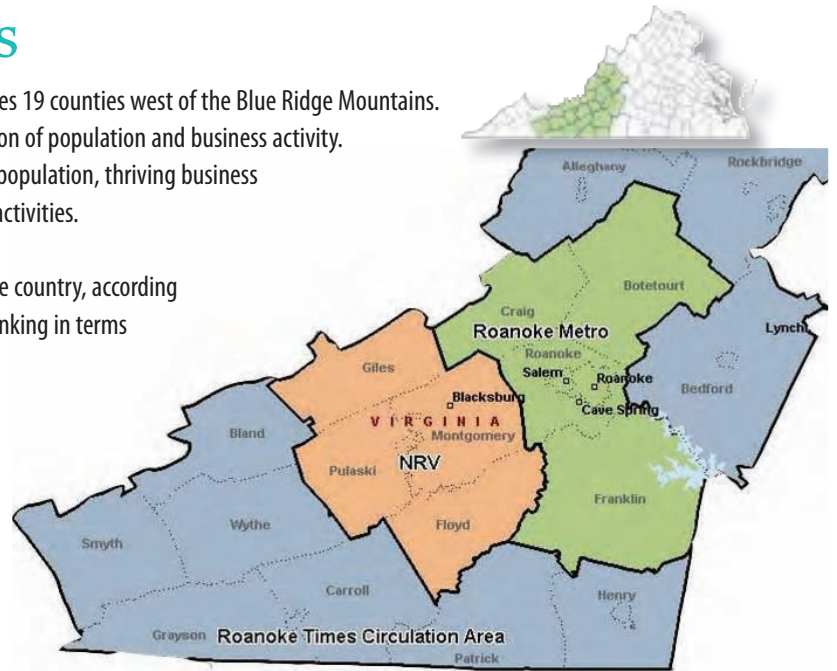 s
es 19 counties west of the Blue Ridge Mountains.
on of population and business activity.
population, thriving business
activities.
e country, according
nking in terms
Alleghany
Rockbridge
Botetourt
Craig
Roanoke Metro
Lynch
Roanoke
Salem
Roanoke
Bedford
Giles
Cave Spring
Blacksburg
VIRGINIA
Montgomery
Bland
NRV
Pulaski
Franklin
Floyd
Wythe
Smyth
Carroll
Henry
Grayson
Roanoke Times Circulation Area
Patrick